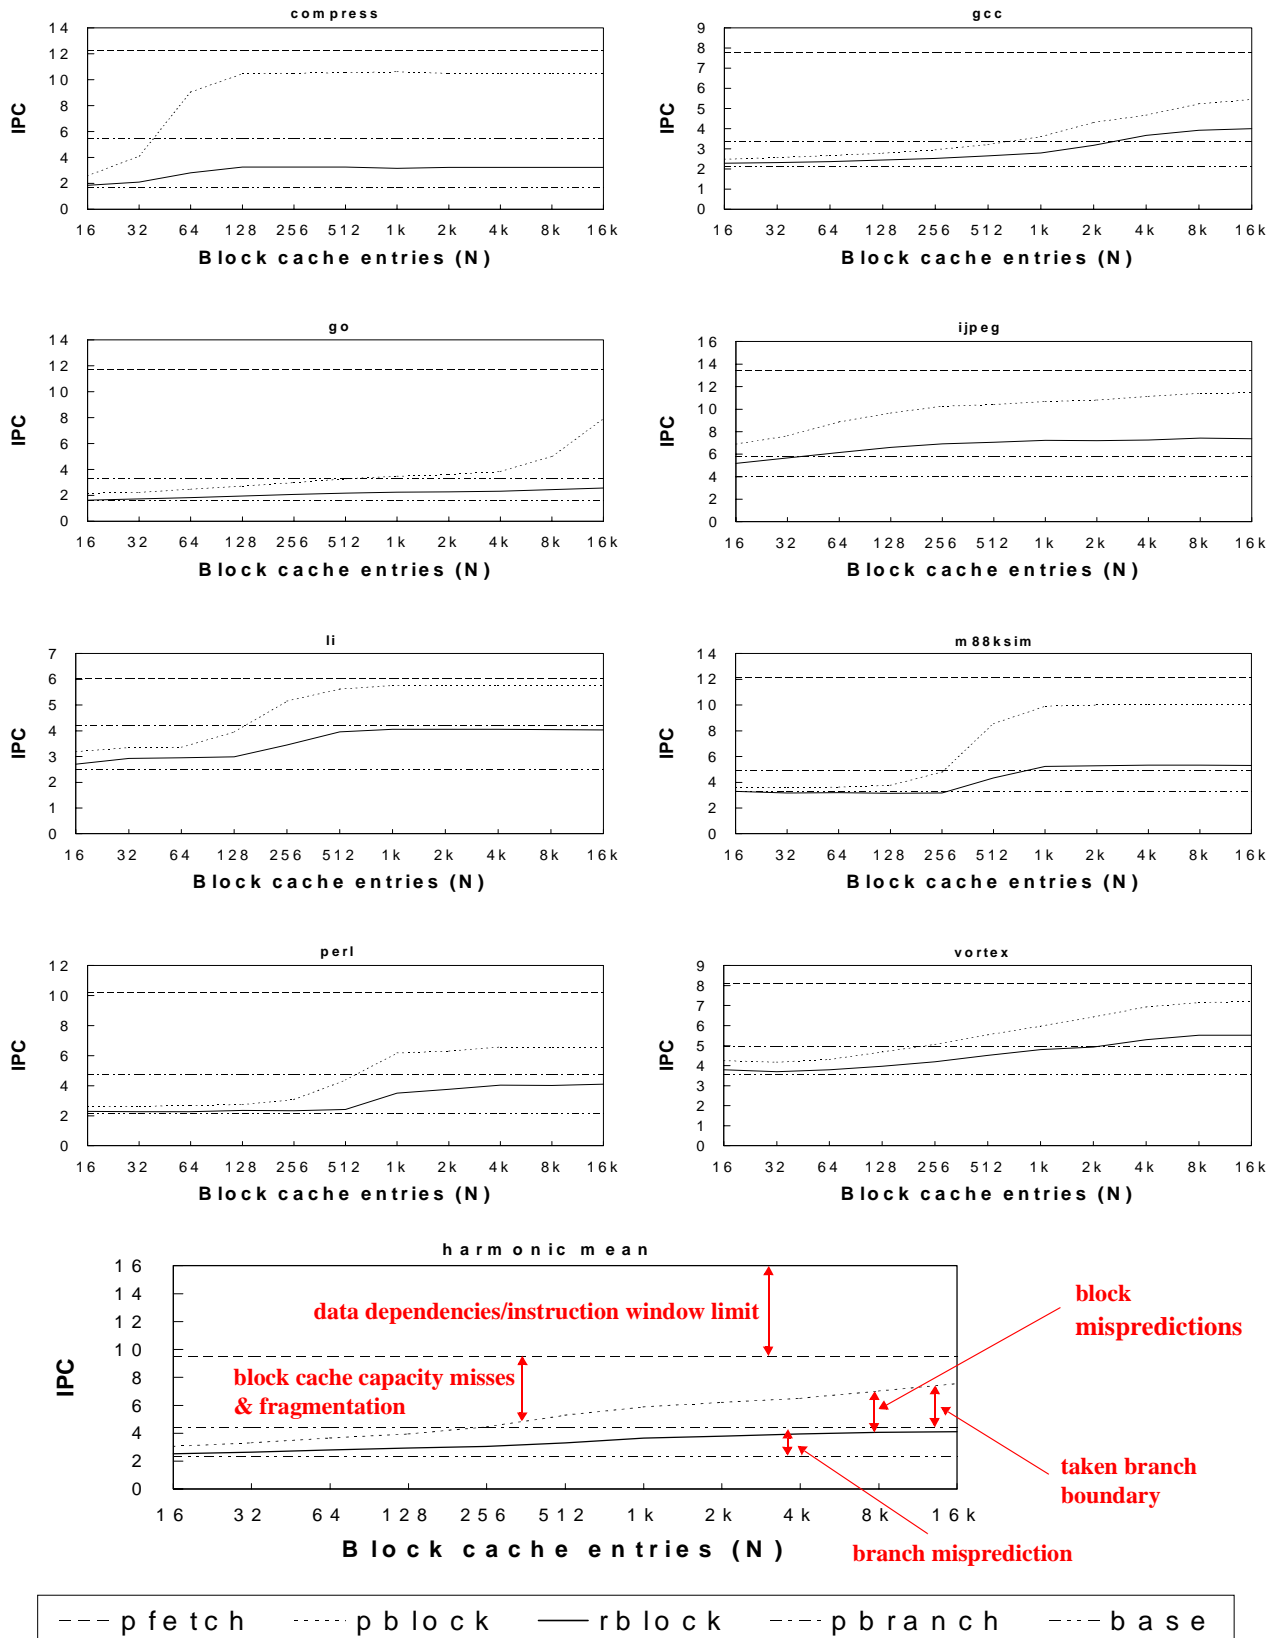 compress
14
12
10
8
6
4
2
0
IPC
16 32 64 128 256 512 1k 2k 4k 8k 16k
Block cache entries (N)
gcc
9
8
7
6
5
4
3
2
1
0
IPC
16 32 64 128 256 512 1k 2k 4k 8k 16k
Block cache entries (N)
go
14
12
10
8
6
4
2
0
IPC
16 32 64 128 256 512 1k 2k 4k 8k 16k
Block cache entries (N)
ijpeg
16
14
12
10
8
6
4
2
0
IPC
16 32 64 128 256 512 1k 2k 4k 8k 16k
Block cache entries (N)
li
7
6
5
4
3
2
1
0
IPC
16 32 64 128 256 512 1k 2k 4k 8k 16k
Block cache entries (N)
m88ksim
14
12
10
8
6
4
2
0
IPC
16 32 64 128 256 512 1k 2k 4k 8k 16k
Block cache entries (N)
perl
12
10
8
6
4
2
0
IPC
16 32 64 128 256 512 1k 2k 4k 8k 16k
Block cache entries (N)
vortex
9
8
7
6
5
4
3
2
1
0
IPC
16 32 64 128 256 512 1k 2k 4k 8k 16k
Block cache entries (N)
harmonic mean
16
14
12
10
8
6
4
2
0
IPC
data dependencies/instruction window limit
block cache capacity misses
& fragmentation
block
mispredictions
taken branch
boundary
16 32 64 128 256 512 1k 2k 4k 8k 16k
Block cache entries (N)
branch misprediction
pfetch pblock rblock pbranch base